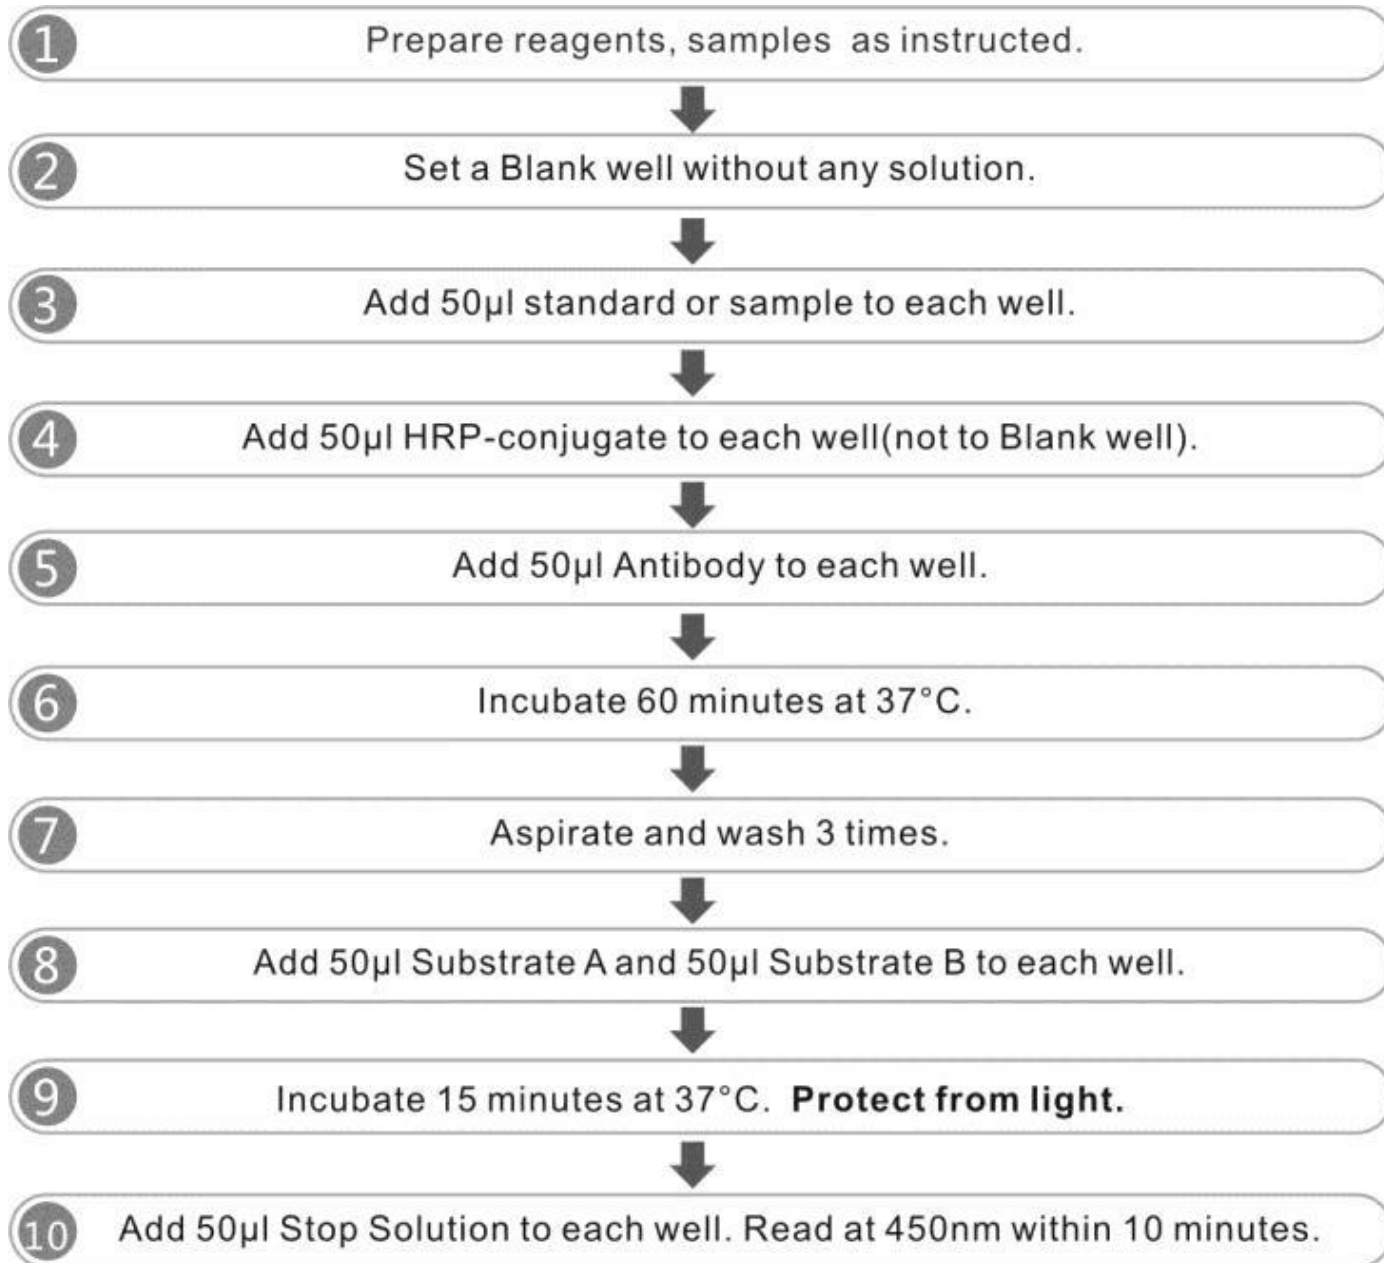 1 Prepare reagents, samples as instructed.
2 Set a Blank well without any solution.
3 Add 50µl standard or sample to each well.
4 Add 50µl HRP-conjugate to each well(not to Blank well).
5 Add 50µl Antibody to each well.
6 Incubate 60 minutes at 37°C.
7 Aspirate and wash 3 times.
8 Add 50µl Substrate A and 50µl Substrate B to each well.
9 Incubate 15 minutes at 37°C. Protect from light.
10 Add 50µl Stop Solution to each well. Read at 450nm within 10 minutes.